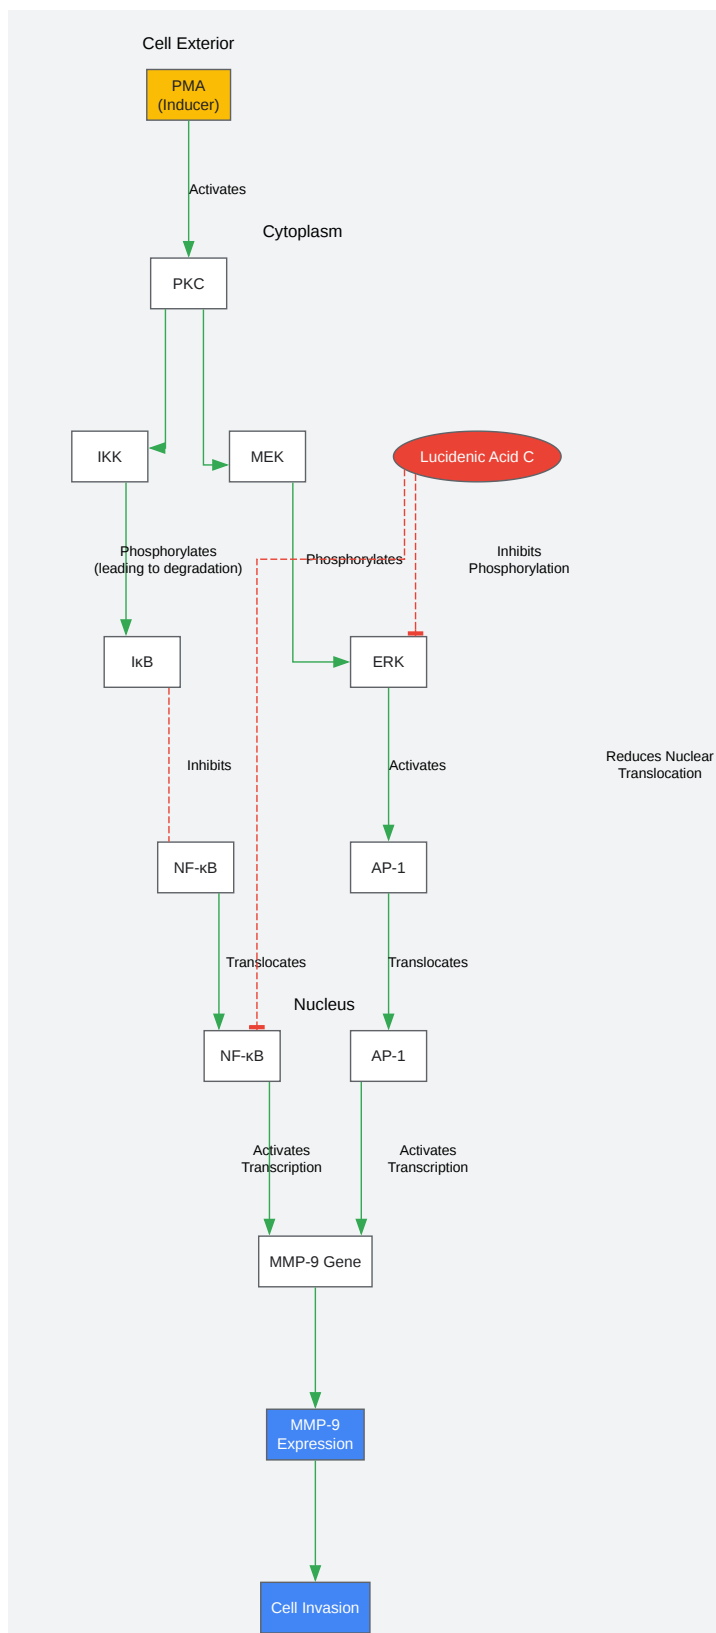 Cell Exterior
PMA
(Inducer)
Activates
Cytoplasm
PKC
IKK
MEK
Lucidenic Acid C
Phosphorylates
(leading to degradation)
Phosphorylates
Inhibits
Phosphorylation
IκB
ERK
Inhibits
Activates
Reduces Nuclear
Translocation
NF-κB
AP-1
Translocates
Translocates
Nucleus
NF-κB
AP-1
Activates
Transcription
Activates
Transcription
MMP-9 Gene
MMP-9
Expression
Cell Invasion